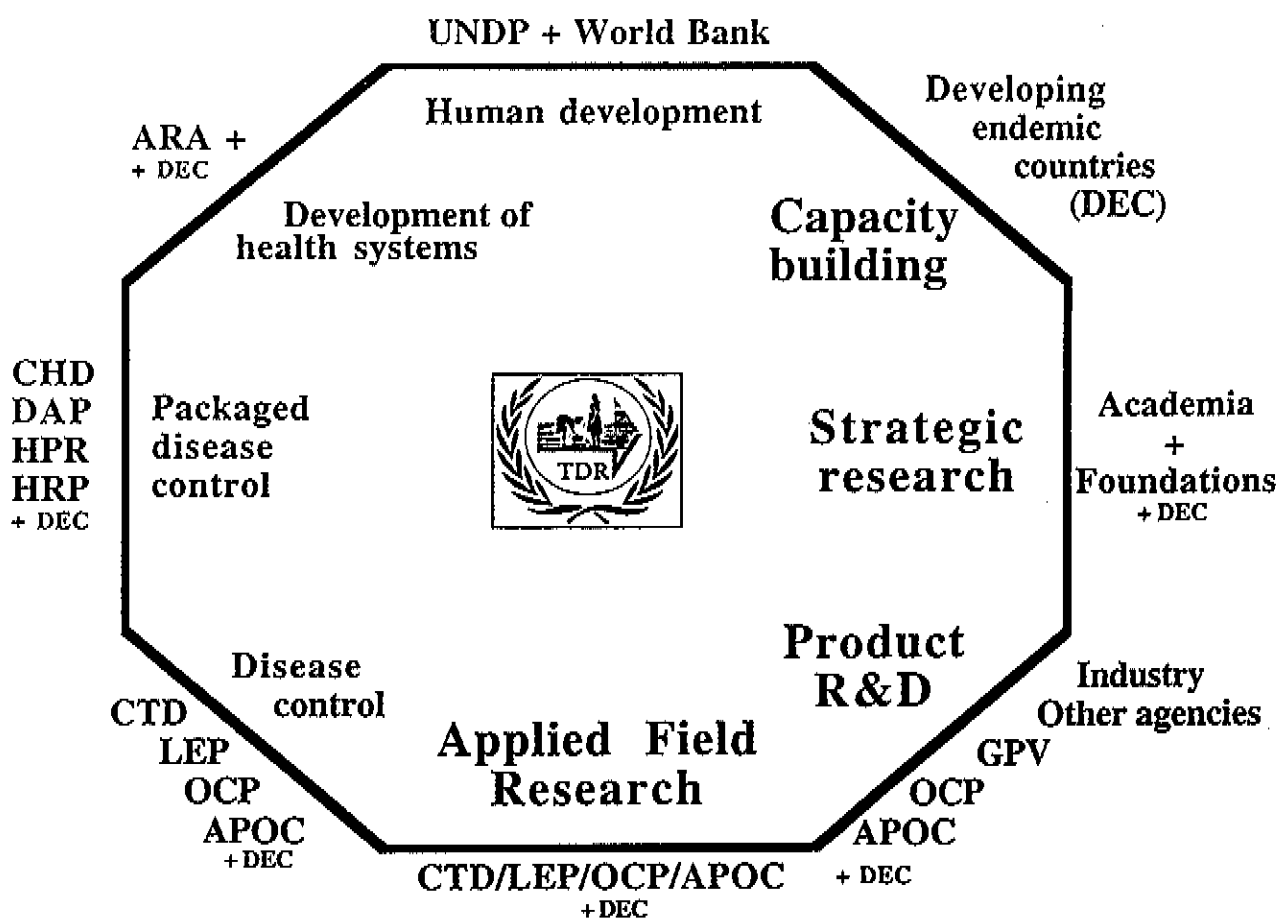 UNDP + World Bank
Human development
Developing
endemic
countries
(DEC)
ARA +
+ DEC
Development of
health systems
Capacity
building
CHD
DAP
HPR
HRP
+ DEC
Packaged
disease
control
TDR
Strategic
research
Academia
+
Foundations
+ DEC
Disease
control
CTD
LEP
OCP
APOC
+ DEC
Applied Field
Research
Product
R&D
Industry
Other agencies
GPV
OCP
APOC
+ DEC
CTD/LEP/OCP/APOC
+ DEC